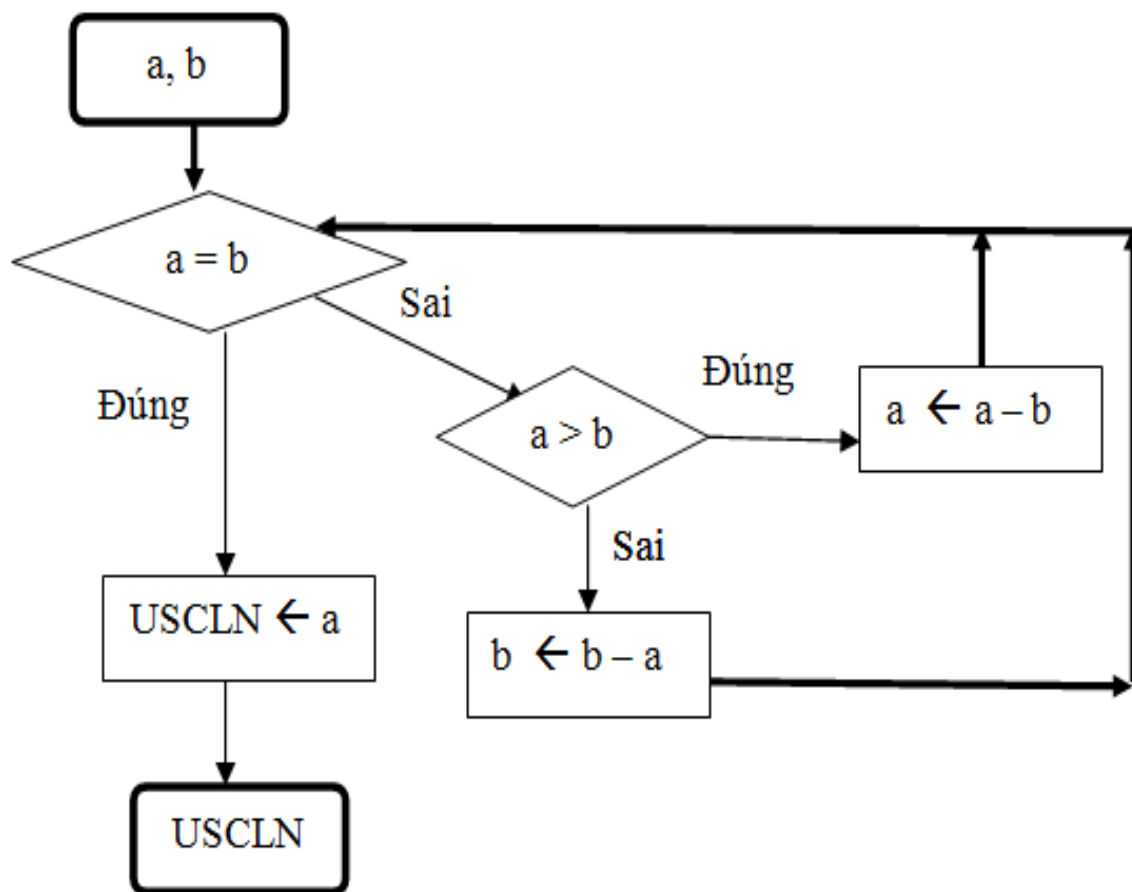 a, b
a = b
Sai
Đúng
a > b
Đúng
a ← a – b
Sai
USCLN ← a
b ← b – a
USCLN